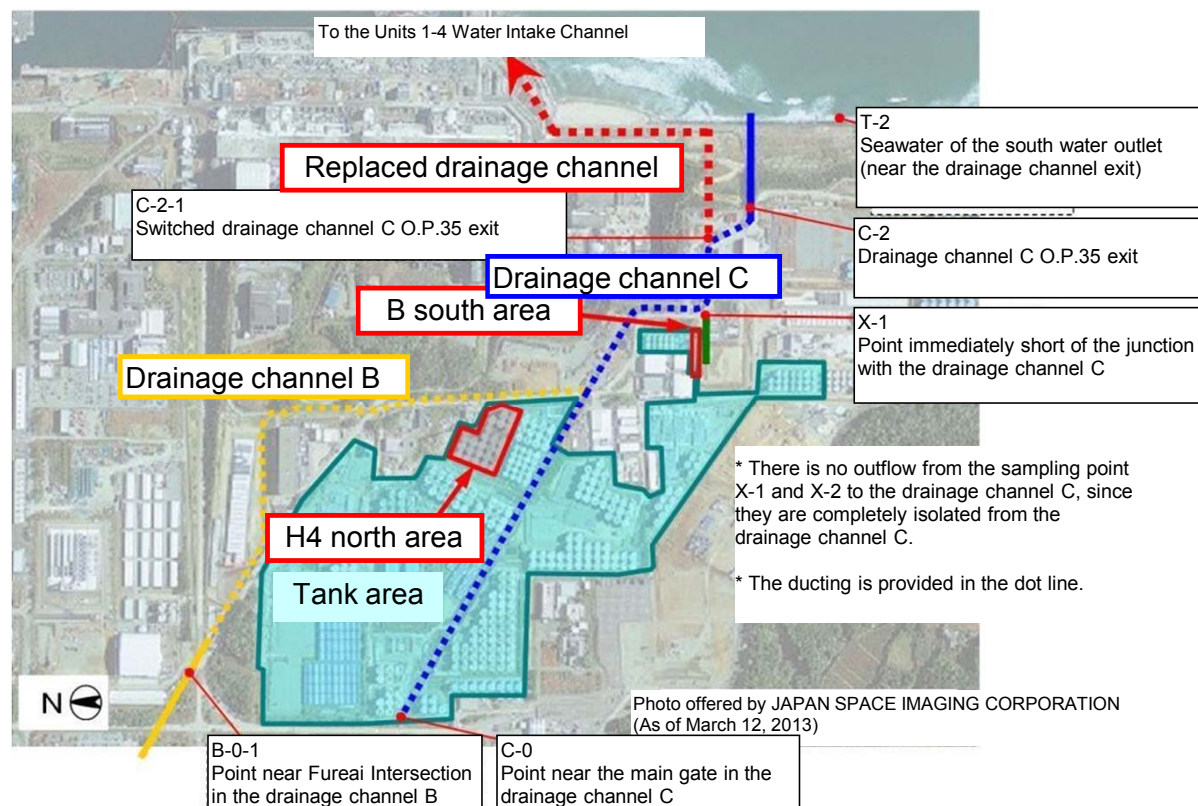 To the Units 1-4 Water Intake Channel
T-2
Seawater of the south water outlet
(near the drainage channel exit)
Replaced drainage channel
C-2-1
Switched drainage channel C O.P.35 exit
C-2
Drainage channel C O.P.35 exit
Drainage channel C
B south area
X-1
Point immediately short of the junction
with the drainage channel C
Drainage channel B
* There is no outflow from the sampling point
X-1 and X-2 to the drainage channel C, since
they are completely isolated from the
drainage channel C.
* The ducting is provided in the dot line.
H4 north area
Tank area
N
Photo offered by JAPAN SPACE IMAGING CORPORATION
(As of March 12, 2013)
B-0-1
Point near Fureai Intersection
in the drainage channel B
C-0
Point near the main gate in the
drainage channel C